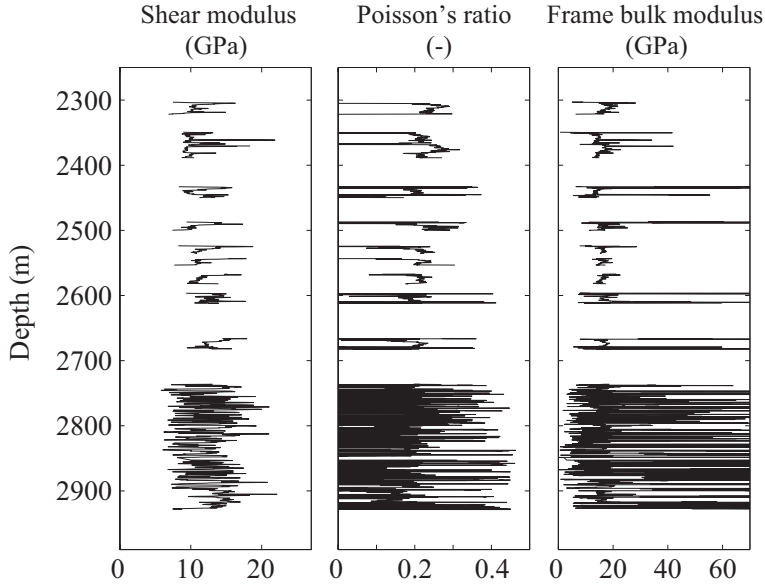 Shear modulus
(GPa)
Poisson’s ratio
(-)
Frame bulk modulus
(GPa)
Depth (m)
2300
2400
2500
2600
2700
2800
2900
0 10 20
0 0.2 0.4
0 20 40 60